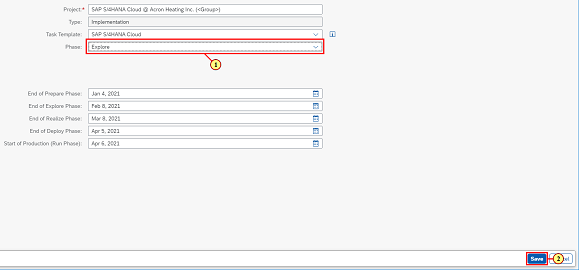 Project:* SAP S/4HANA Cloud @ Acron Heating Inc. (<Group>)
Type: Implementation
Task Template: SAP S/4HANA Cloud
Phase: Explore
1
End of Prepare Phase: Jan 4, 2021
End of Explore Phase: Feb 8, 2021
End of Realize Phase: Mar 8, 2021
End of Deploy Phase: Apr 5, 2021
Start of Production (Run Phase): Apr 6, 2021
Save 2